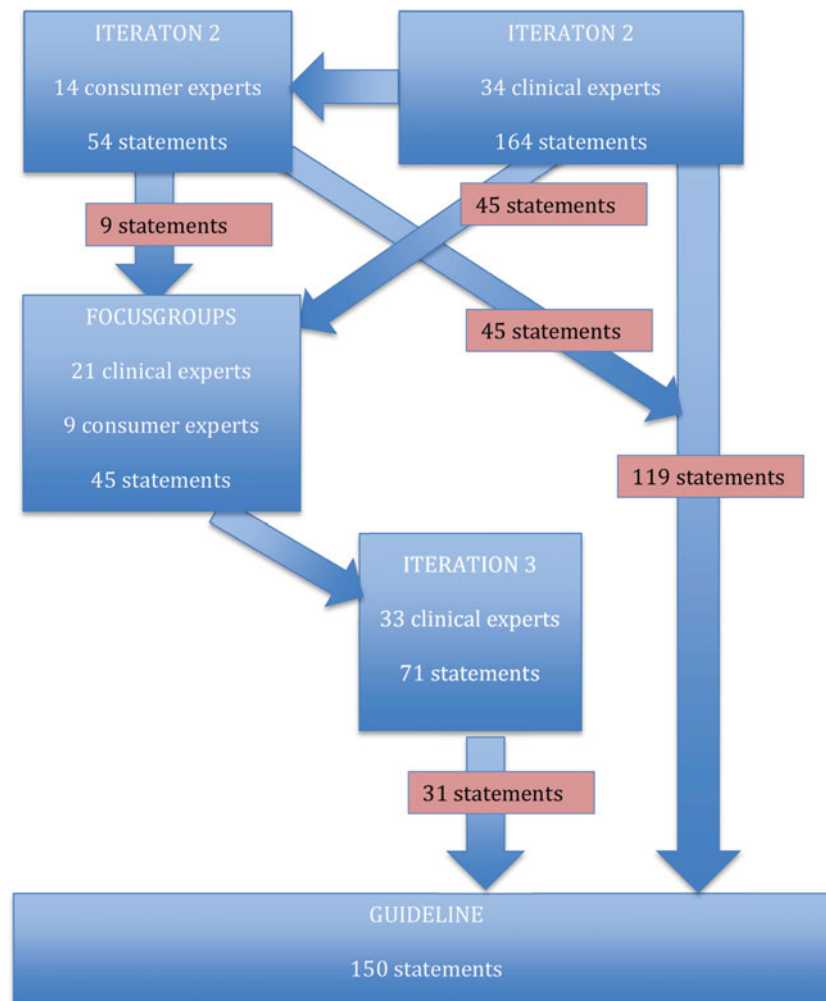 ITERATON 2
14 consumer experts
54 statements
ITERATON 2
34 clinical experts
164 statements
9 statements
45 statements
45 statements
FOCUSGROUPS
21 clinical experts
9 consumer experts
45 statements
119 statements
ITERATION 3
33 clinical experts
71 statements
31 statements
GUIDELINE
150 statements